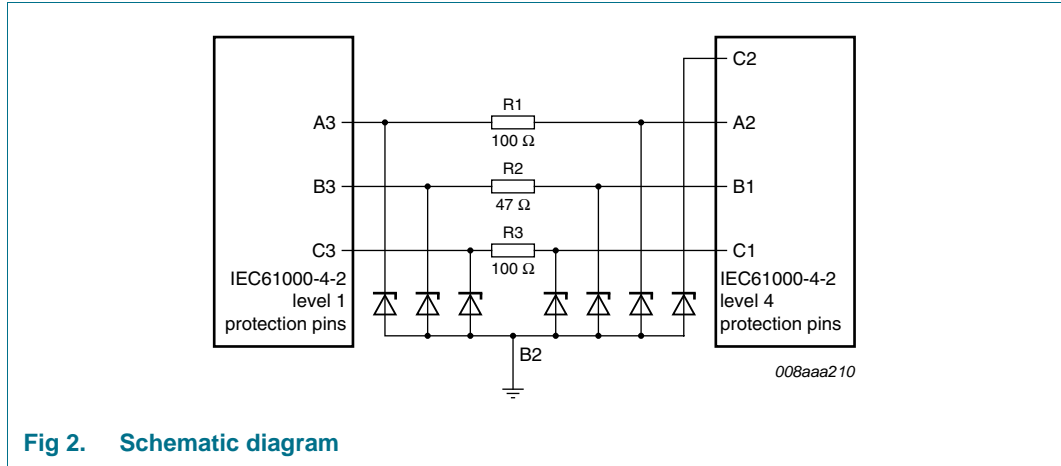 C2
R1
A3
A2
100 Ω
R2
B3
B1
47 Ω
R3
C3
C1
100 Ω
IEC61000-4-2
level 1
protection pins
IEC61000-4-2
level 4
protection pins
B2
008aaa210
Fig 2. Schematic diagram